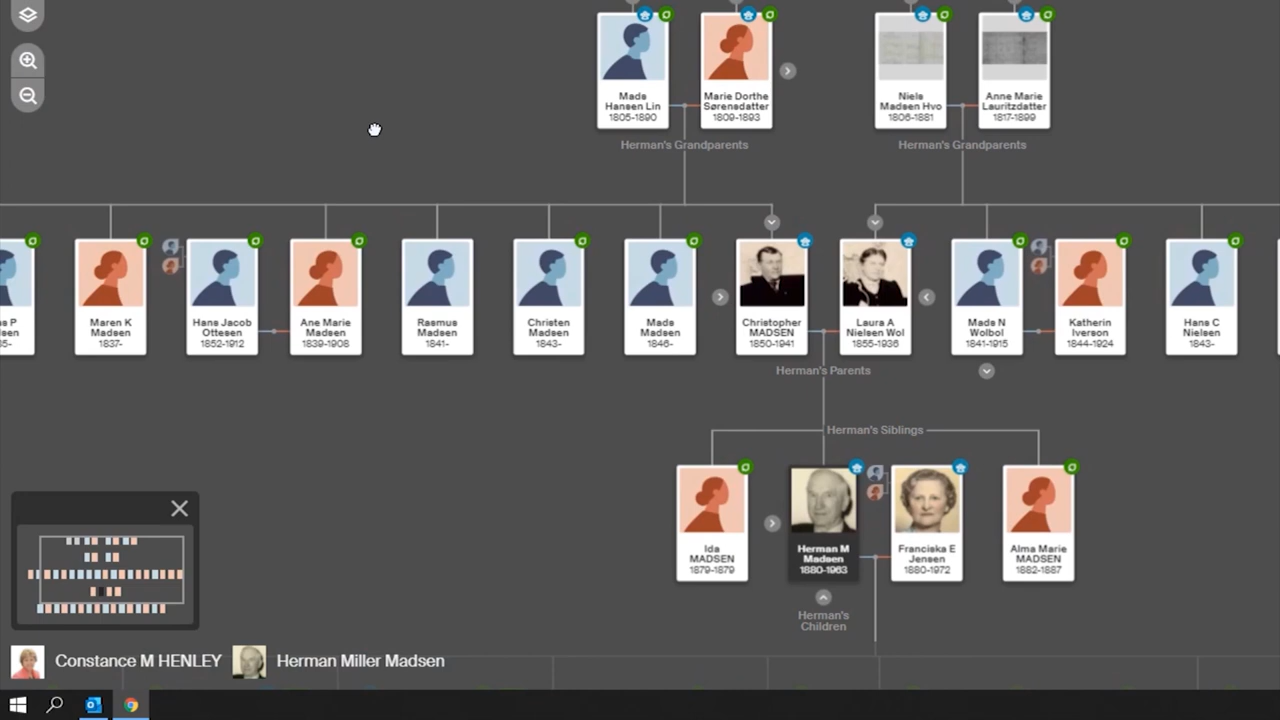 Mads
Hansen Lin
1805-1890
Marie Dorthe
Sørensdatter
1809-1893
Niels
Madsen Hvo
1806-1881
Anne Marie
Lauritzdatter
1817-1899
Herman's Grandparents
Herman's Grandparents
Maren K
Madsen
1837-
Hans Jacob
Ottesen
1852-1912
Ane Marie
Madsen
1839-1908
Rasmus
Madsen
1841-
Christen
Madsen
1843-
Mads
Madsen
1846-
Christopher
MADSEN
1850-1941
Laura A
Nielsen Wol
1855-1936
Mads N
Wolbol
1841-1915
Katherin
Iverson
1844-1924
Hans C
Nielsen
1843-
Herman's Parents
Herman's Siblings
Ida
MADSEN
1879-1879
Herman M
Madsen
1880-1963
Franciska E
Jensen
1880-1972
Alma Marie
MADSEN
1882-1887
Herman's
Children
Constance M HENLEY
Herman Miller Madsen